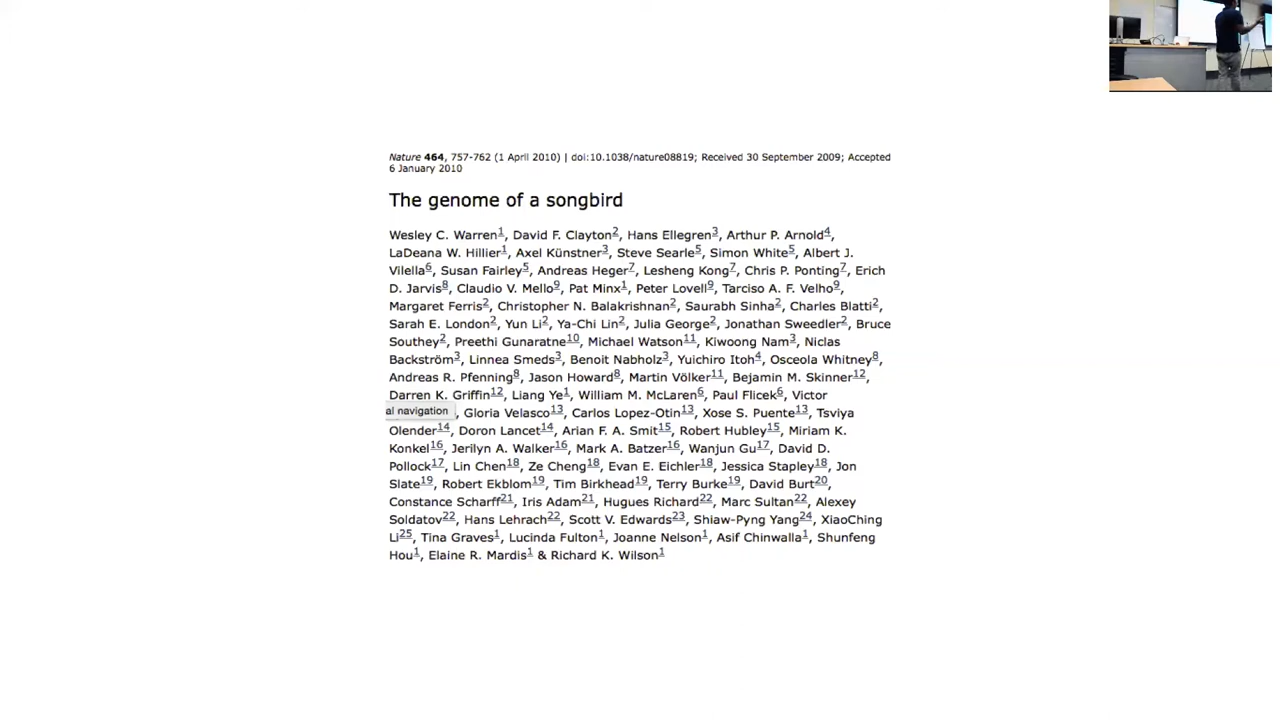 Nature 464, 757-762 (1 April 2010) | doi:10.1038/nature08819; Received 30 September 2009; Accepted
6 January 2010
The genome of a songbird
Wesley C. Warren1, David F. Clayton2, Hans Ellegren3, Arthur P. Arnold4,
LaDeana W. Hillier1, Axel Künstner3, Steve Searle5, Simon White5, Albert J.
Vilella6, Susan Fairley5, Andreas Heger7, Lesheng Kong7, Chris P. Ponting7, Erich
D. Jarvis8, Claudio V. Mello9, Pat Minx1, Peter Lovell9, Tarciso A. F. Velho9,
Margaret Ferris2, Christopher N. Balakrishnan2, Saurabh Sinha2, Charles Blatti2,
Sarah E. London2, Yun Li2, Ya-Chi Lin2, Julia George2, Jonathan Sweedler2, Bruce
Southey2, Preethi Gunaratne10, Michael Watson11, Kiwoong Nam3, Niclas
Backström3, Linnea Smeds3, Benoit Nabholz3, Yuichiro Itoh4, Osceola Whitney8,
Andreas R. Pfenning8, Jason Howard8, Martin Völker11, Bejamin M. Skinner12,
Darren K. Griffin12, Liang Ye1, William M. McLaren6, Paul Flicek6, Victor
al navigation, Gloria Velasco13, Carlos Lopez-Otin13, Xose S. Puente13, Tsviya
Olender14, Doron Lancet14, Arian F. A. Smit15, Robert Hubley15, Miriam K.
Konkel16, Jerilyn A. Walker16, Mark A. Batzer16, Wanjun Gu17, David D.
Pollock17, Lin Chen18, Ze Cheng18, Evan E. Eichler18, Jessica Stapley18, Jon
Slate19, Robert Ekblom19, Tim Birkhead19, Terry Burke19, David Burt20,
Constance Scharff21, Iris Adam21, Hugues Richard22, Marc Sultan22, Alexey
Soldatov22, Hans Lehrach22, Scott V. Edwards23, Shiaw-Pyng Yang24, XiaoChing
Li25, Tina Graves1, Lucinda Fulton1, Joanne Nelson1, Asif Chinwalla1, Shunfeng
Hou1, Elaine R. Mardis1 & Richard K. Wilson1